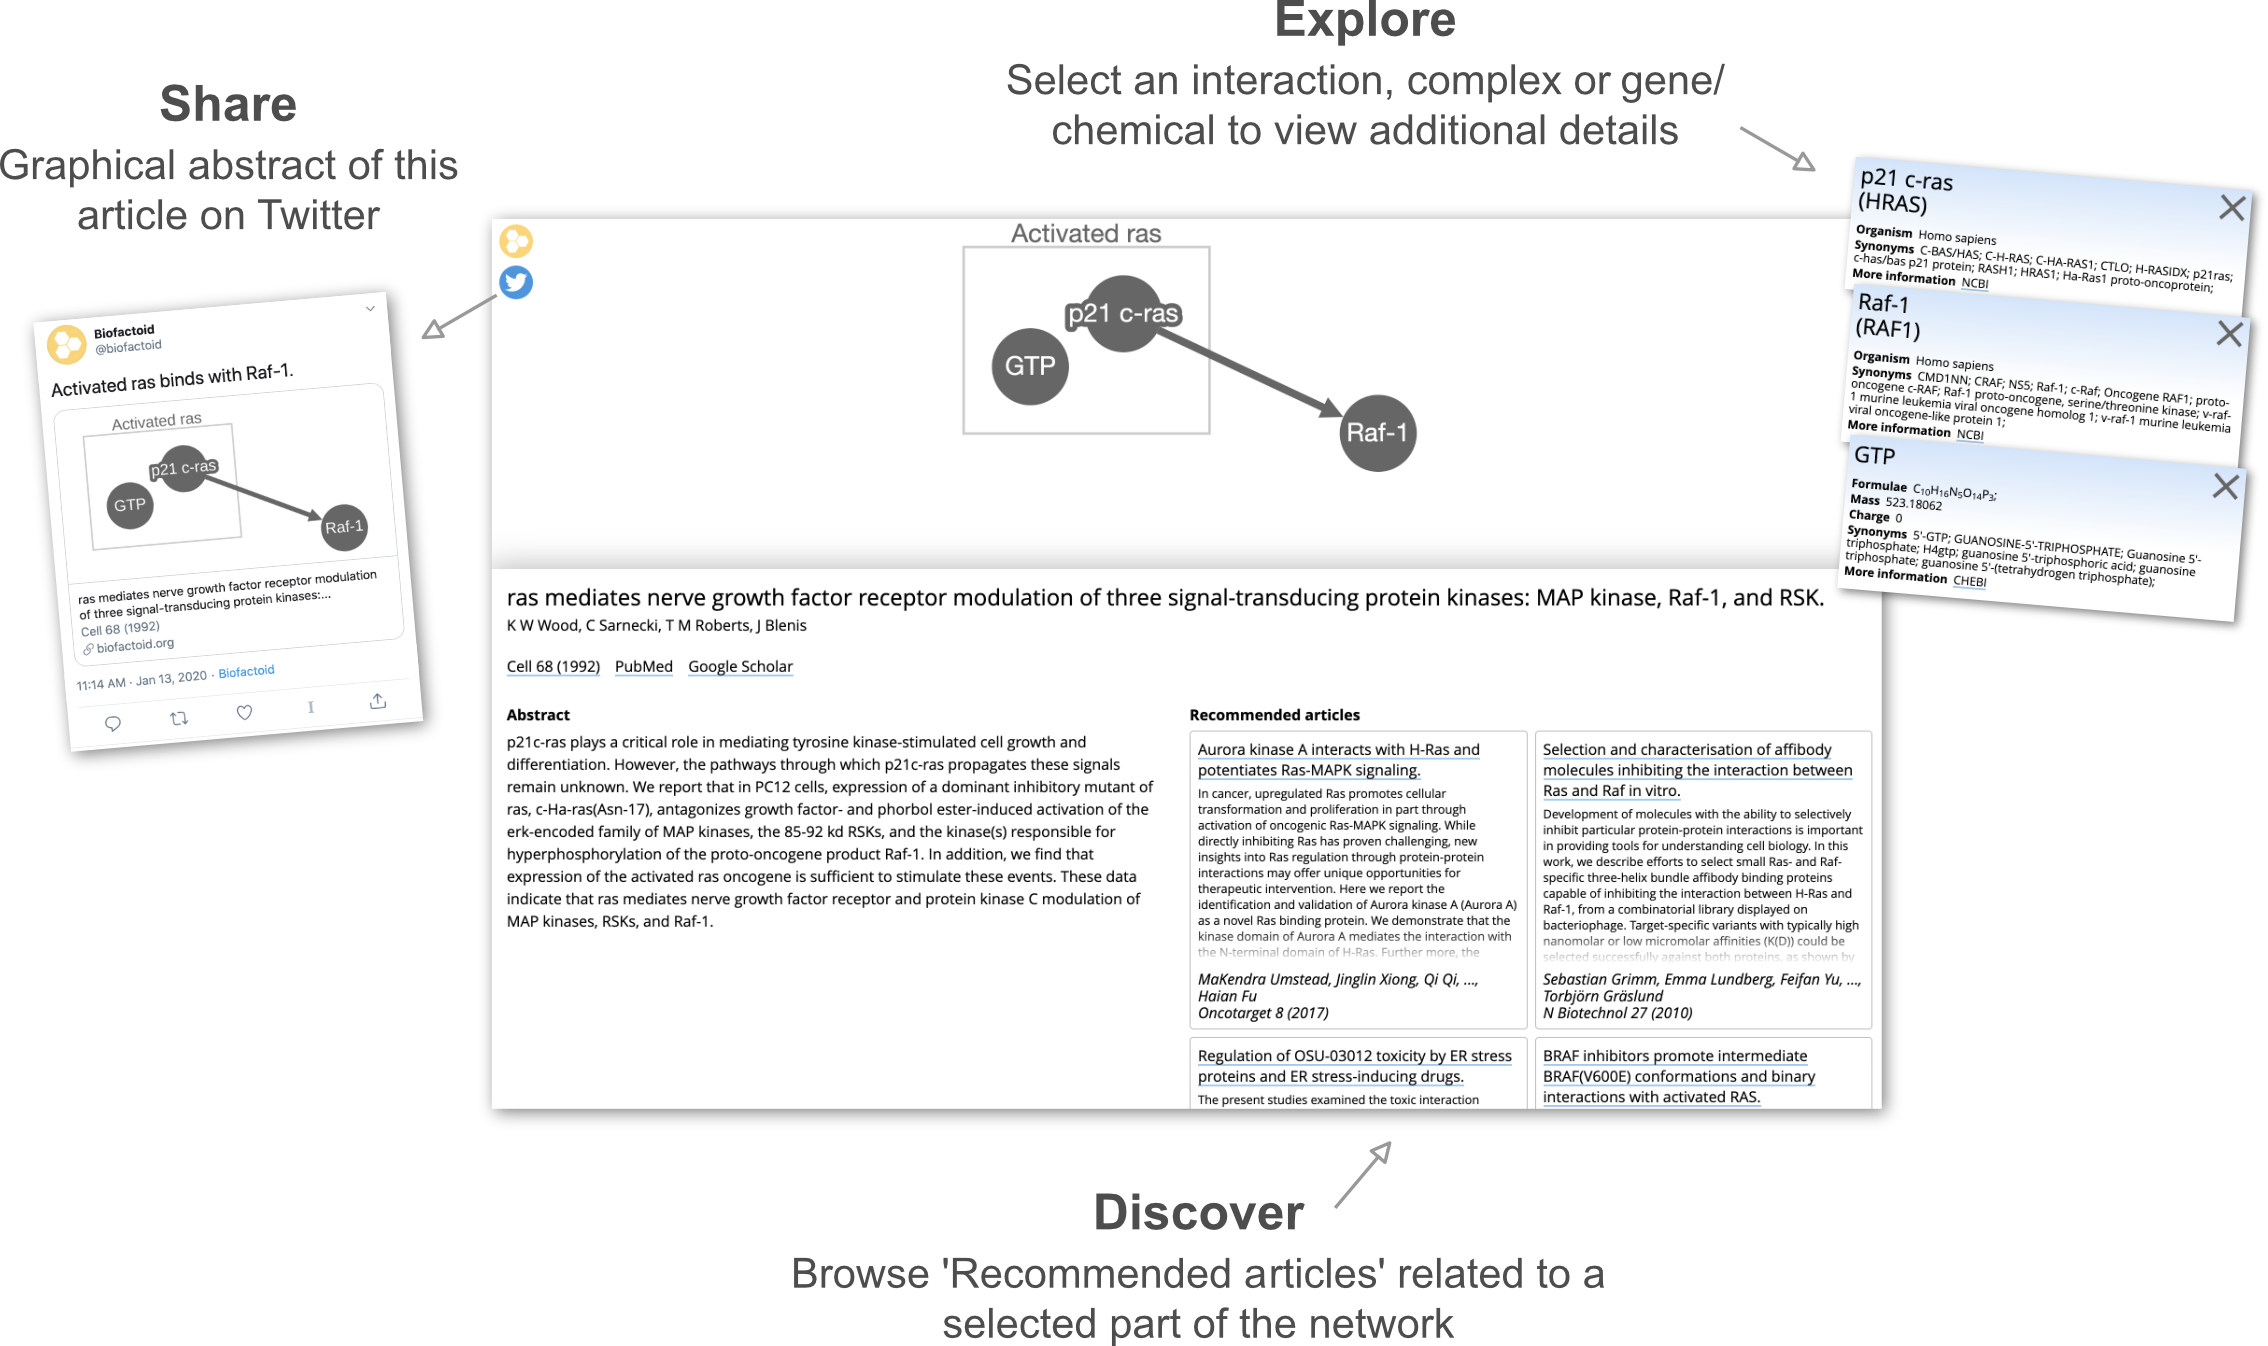 Explore
Select an interaction, complex or gene/
chemical to view additional details
Share
Graphical abstract of this
article on Twitter
Biofactoid
@biofactoid
Activated ras binds with Raf-1.
Activated ras
p21 c-ras
GTP
Raf-1
ras mediates nerve growth factor receptor modulation
of three signal-transducing protein kinases:...
Cell 68 (1992)
biofactoid.org
11:14 AM · Jan 13, 2020 · Biofactoid
Activated ras
p21 c-ras
GTP
Raf-1
p21 c-ras
(HRAS)
Organism Homo sapiens
Synonyms C-BAS/HAS; C-H-RAS; C-HA-RAS1; CTLO; H-RASIDX; p21ras;
c-has/bas p21 protein; RASH1; HRAS1; Ha-Ras1 proto-oncoprotein;
More information NCBI
Raf-1
(RAF1)
Organism Homo sapiens
Synonyms CMD1NN; CRAF; NS5; Raf-1; c-Raf; Oncogene RAF1; proto-
oncogene c-RAF; Raf-1 proto-oncogene, serine/threonine kinase; v-raf-
1 murine leukemia viral oncogene homolog 1; v-raf-1 murine leukemia
viral oncogene-like protein 1;
More information NCBI
GTP
Formulae C₁₀H₁₆N₅O₁₄P₃;
Mass 523.18062
Charge 0
Synonyms 5'-GTP; GUANOSINE-5'-TRIPHOSPHATE; Guanosine 5'-
triphosphate; H4gtp; guanosine 5'-triphosphoric acid; guanosine
triphosphate; guanosine 5'-(tetrahydrogen triphosphate);
More information CHEBI
ras mediates nerve growth factor receptor modulation of three signal-transducing protein kinases: MAP kinase, Raf-1, and RSK.
K W Wood, C Sarnecki, T M Roberts, J Blenis
Cell 68 (1992) PubMed Google Scholar
Abstract
p21c-ras plays a critical role in mediating tyrosine kinase-stimulated cell growth and
differentiation. However, the pathways through which p21c-ras propagates these signals
remain unknown. We report that in PC12 cells, expression of a dominant inhibitory mutant of
ras, c-Ha-ras(Asn-17), antagonizes growth factor- and phorbol ester-induced activation of the
erk-encoded family of MAP kinases, the 85-92 kd RSKs, and the kinase(s) responsible for
hyperphosphorylation of the proto-oncogene product Raf-1. In addition, we find that
expression of the activated ras oncogene is sufficient to stimulate these events. These data
indicate that ras mediates nerve growth factor receptor and protein kinase C modulation of
MAP kinases, RSKs, and Raf-1.
Recommended articles
Aurora kinase A interacts with H-Ras and
potentiates Ras-MAPK signaling.
In cancer, upregulated Ras promotes cellular
transformation and proliferation in part through
activation of oncogenic Ras-MAPK signaling. While
directly inhibiting Ras has proven challenging, new
insights into Ras regulation through protein-protein
interactions may offer unique opportunities for
therapeutic intervention. Here we report the
identification and validation of Aurora kinase A (Aurora A)
as a novel Ras binding protein. We demonstrate that the
kinase domain of Aurora A mediates the interaction with
the N-terminal domain of H-Ras. Further more, the
MaKendra Umstead, Jinglin Xiong, Qi Qi, ...,
Haian Fu
Oncotarget 8 (2017)
Selection and characterisation of affibody
molecules inhibiting the interaction between
Ras and Raf in vitro.
Development of molecules with the ability to selectively
inhibit particular protein-protein interactions is important
in providing tools for understanding cell biology. In this
work, we describe efforts to select small Ras- and Raf-
specific three-helix bundle affibody binding proteins
capable of inhibiting the interaction between H-Ras and
Raf-1, from a combinatorial library displayed on
bacteriophage. Target-specific variants with typically high
nanomolar or low micromolar affinities (K(D)) could be
selected successfully against both proteins, as shown by
Sebastian Grimm, Emma Lundberg, Feifan Yu, ...,
Torbjörn Gräslund
N Biotechnol 27 (2010)
Regulation of OSU-03012 toxicity by ER stress
proteins and ER stress-inducing drugs.
The present studies examined the toxic interaction
BRAF inhibitors promote intermediate
BRAF(V600E) conformations and binary
interactions with activated RAS.
Discover
Browse 'Recommended articles' related to a
selected part of the network